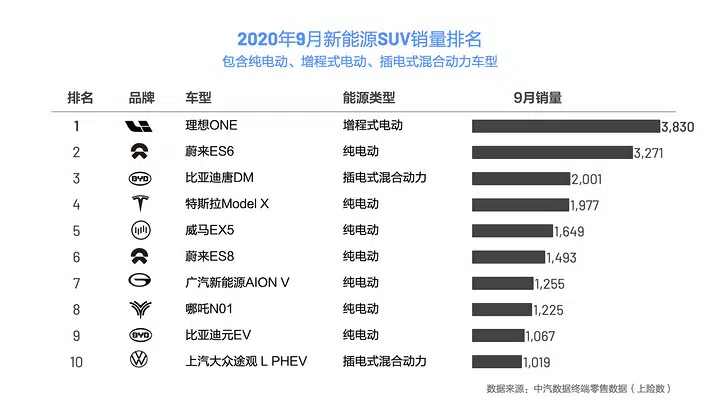 2020年9月新能源SUV销量排名
包含纯电动、增程式电动、插电式混合动力车型
排名 品牌 车型 能源类型 9月销量
1 理想ONE 增程式电动 3,830
2 蔚来ES6 纯电动 3,271
3 BYD 比亚迪唐DM 插电式混合动力 2,001
4 特斯拉Model X 纯电动 1,977
5 威马EX5 纯电动 1,649
6 蔚来ES8 纯电动 1,493
7 广汽新能源AION V 纯电动 1,255
8 哪吒N01 纯电动 1,225
9 BYD 比亚迪元EV 纯电动 1,067
10 上汽大众途观 L PHEV 插电式混合动力 1,019
数据来源：中汽数据终端零售数据（上险数）